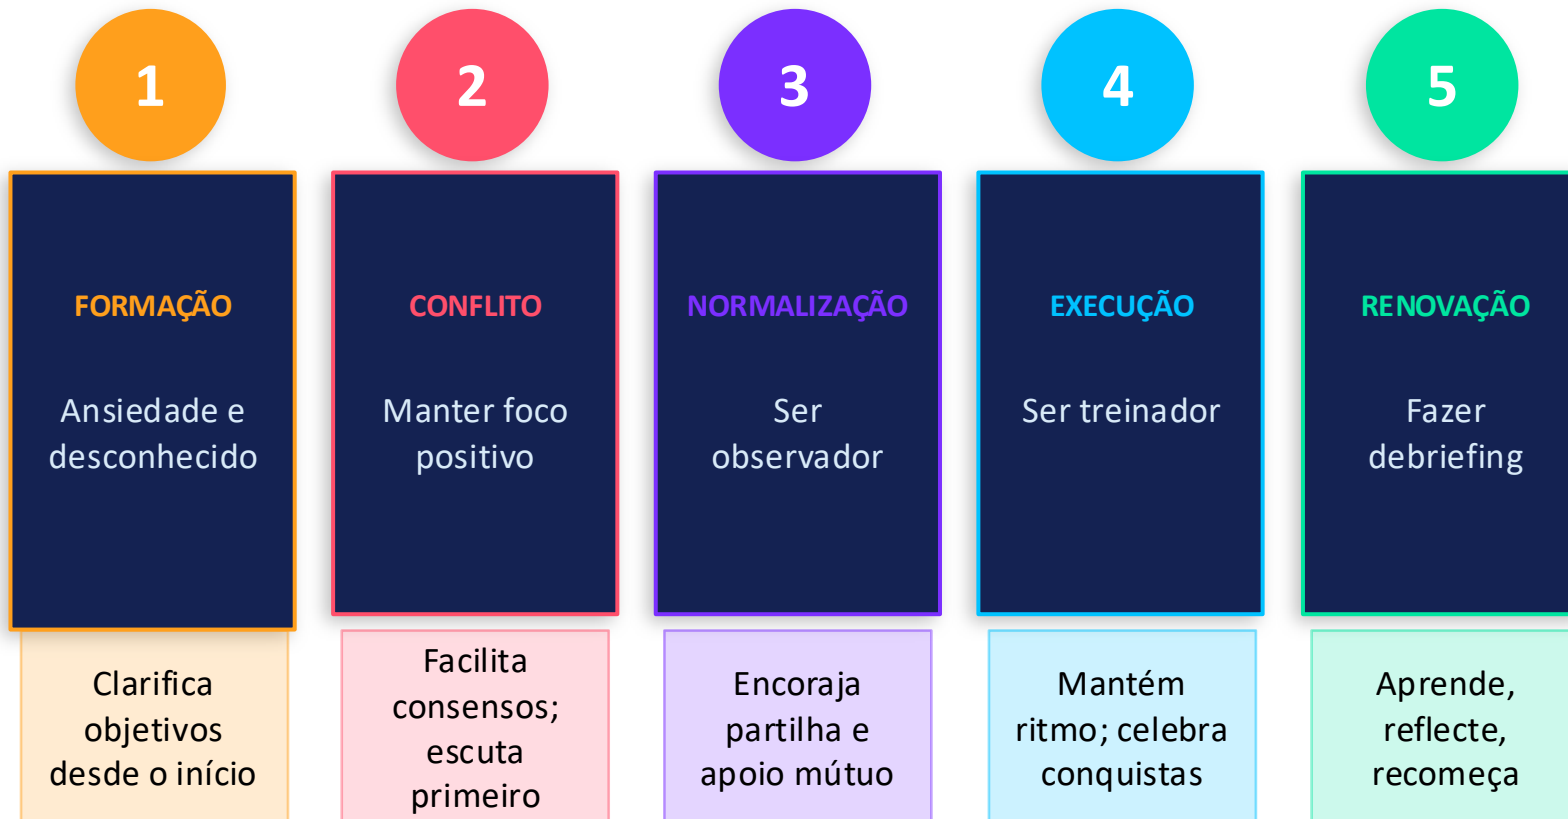 1
FORMAÇÃO
Ansiedade e
desconhecido
Clarifica
objetivos
desde o início
2
CONFLITO
Manter foco
positivo
Facilita
consensos;
escuta
primeiro
3
NORMALIZAÇÃO
Ser
observador
Encoraja
partilha e
apoio mútuo
4
EXECUÇÃO
Ser treinador
Mantém
ritmo; celebra
conquistas
5
RENOVAÇÃO
Fazer
debriefing
Aprende,
reflecte,
recomeça